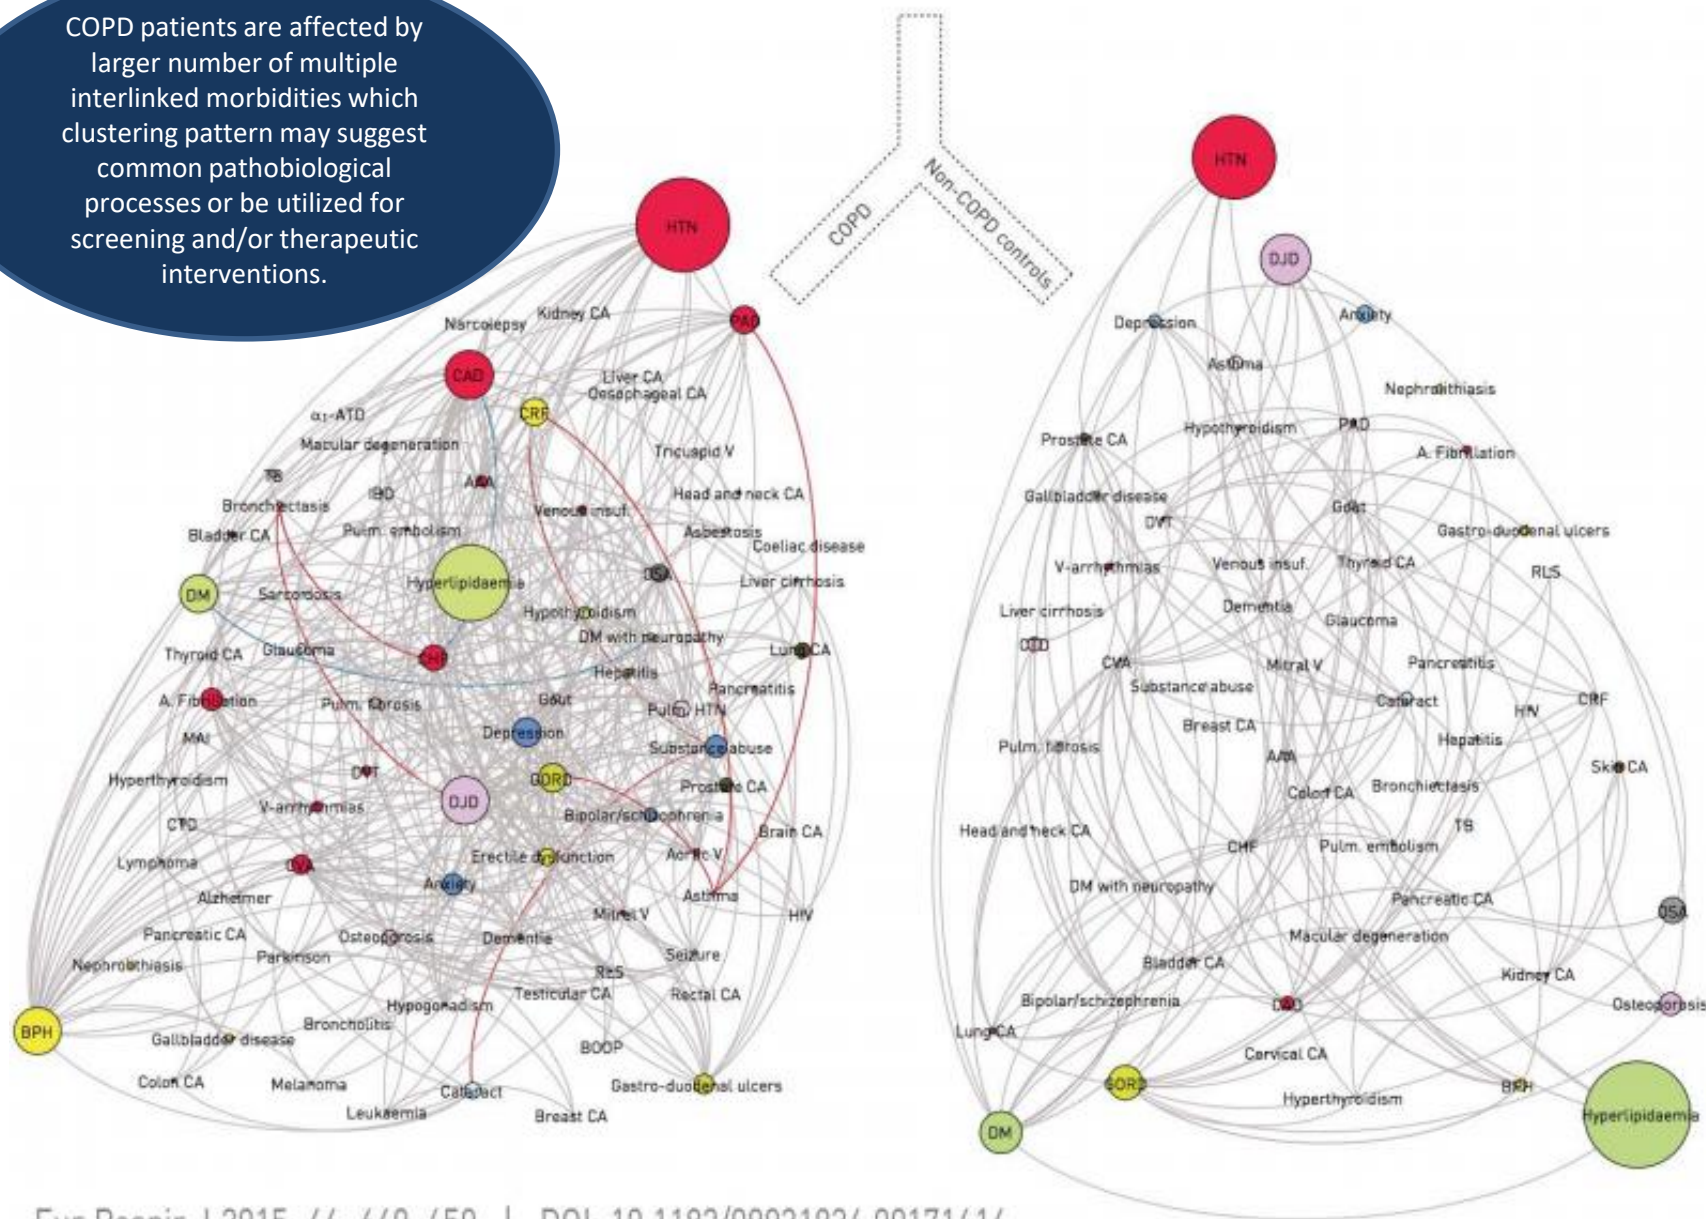 COPD patients are affected by
larger number of multiple
interlinked morbidities which
clustering pattern may suggest
common pathobiological
processes or be utilized for
screening and/or therapeutic
interventions.
COPD
Non-COPD controls
HTN
Kidney CA
Narcolepsy
PAD
CAD
Liver CA
Oesophageal CA
α1-ATD
CRF
Macular degeneration
Tricuspid V
TB
AAA
IBD
Head and neck CA
Bronchiectasis
Venous insuf.
Bladder CA
Pulm. embolism
Asbestosis
Coeliac disease
OSA
Hyperlipidaemia
Liver cirrhosis
DM
Sarcoidosis
Hypothyroidism
DM with neuropathy
Thyroid CA
Glaucoma
CHF
Lung CA
Hepatitis
Pancreatitis
A. Fibrillation
Pulm. fibrosis
Gout
Pulm. HTN
MAI
Depression
Substance abuse
Hyperthyroidism
DVT
GORD
Prostate CA
V-arrhythmias
DJD
Bipolar/schizophrenia
CTD
Brain CA
Lymphoma
CVA
Erectile dysfunction
Aortic V
Anxiety
Alzheimer
Asthma
Mitral V
HIV
Pancreatic CA
Osteoporosis
Dementia
Nephrolithiasis
Parkinson
Seizure
RLS
Testicular CA
Rectal CA
Hypogonadism
BPH
Broncholitis
Gallbladder disease
BOOP
Colon CA
Melanoma
Cataract
Gastro-duodenal ulcers
Leukaemia
Breast CA
HTN
DJD
Depression
Anxiety
Asthma
Nephrolithiasis
Prostate CA
Hypothyroidism
PAD
A. Fibrillation
Gallbladder disease
Gout
DVT
Gastro-duodenal ulcers
V-arrhythmias
Venous insuf.
Thyroid CA
RLS
Liver cirrhosis
Dementia
Glaucoma
CTD
CVA
Mitral V
Pancreatitis
Substance abuse
Cataract
CRF
Breast CA
HIV
Pulm. fibrosis
AAA
Hepatitis
Skin CA
Colon CA
Bronchiectasis
Head and neck CA
TB
CHF
Pulm. embolism
DM with neuropathy
Pancreatic CA
OSA
Macular degeneration
Bladder CA
Kidney CA
Bipolar/schizophrenia
CAD
Osteoporosis
Lung CA
Cervical CA
GORD
BPH
Hyperthyroidism
Hyperlipidaemia
DM